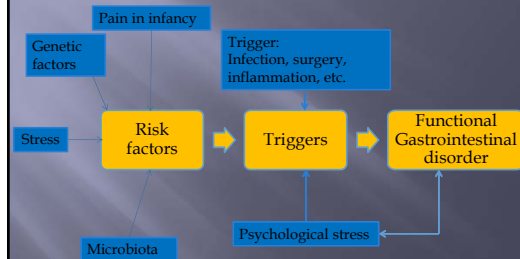 Pain in infancy
Genetic
factors
Trigger:
Infection, surgery,
inflammation, etc.
Stress
Risk
factors
Triggers
Functional
Gastrointestinal
disorder
Psychological stress
Microbiota